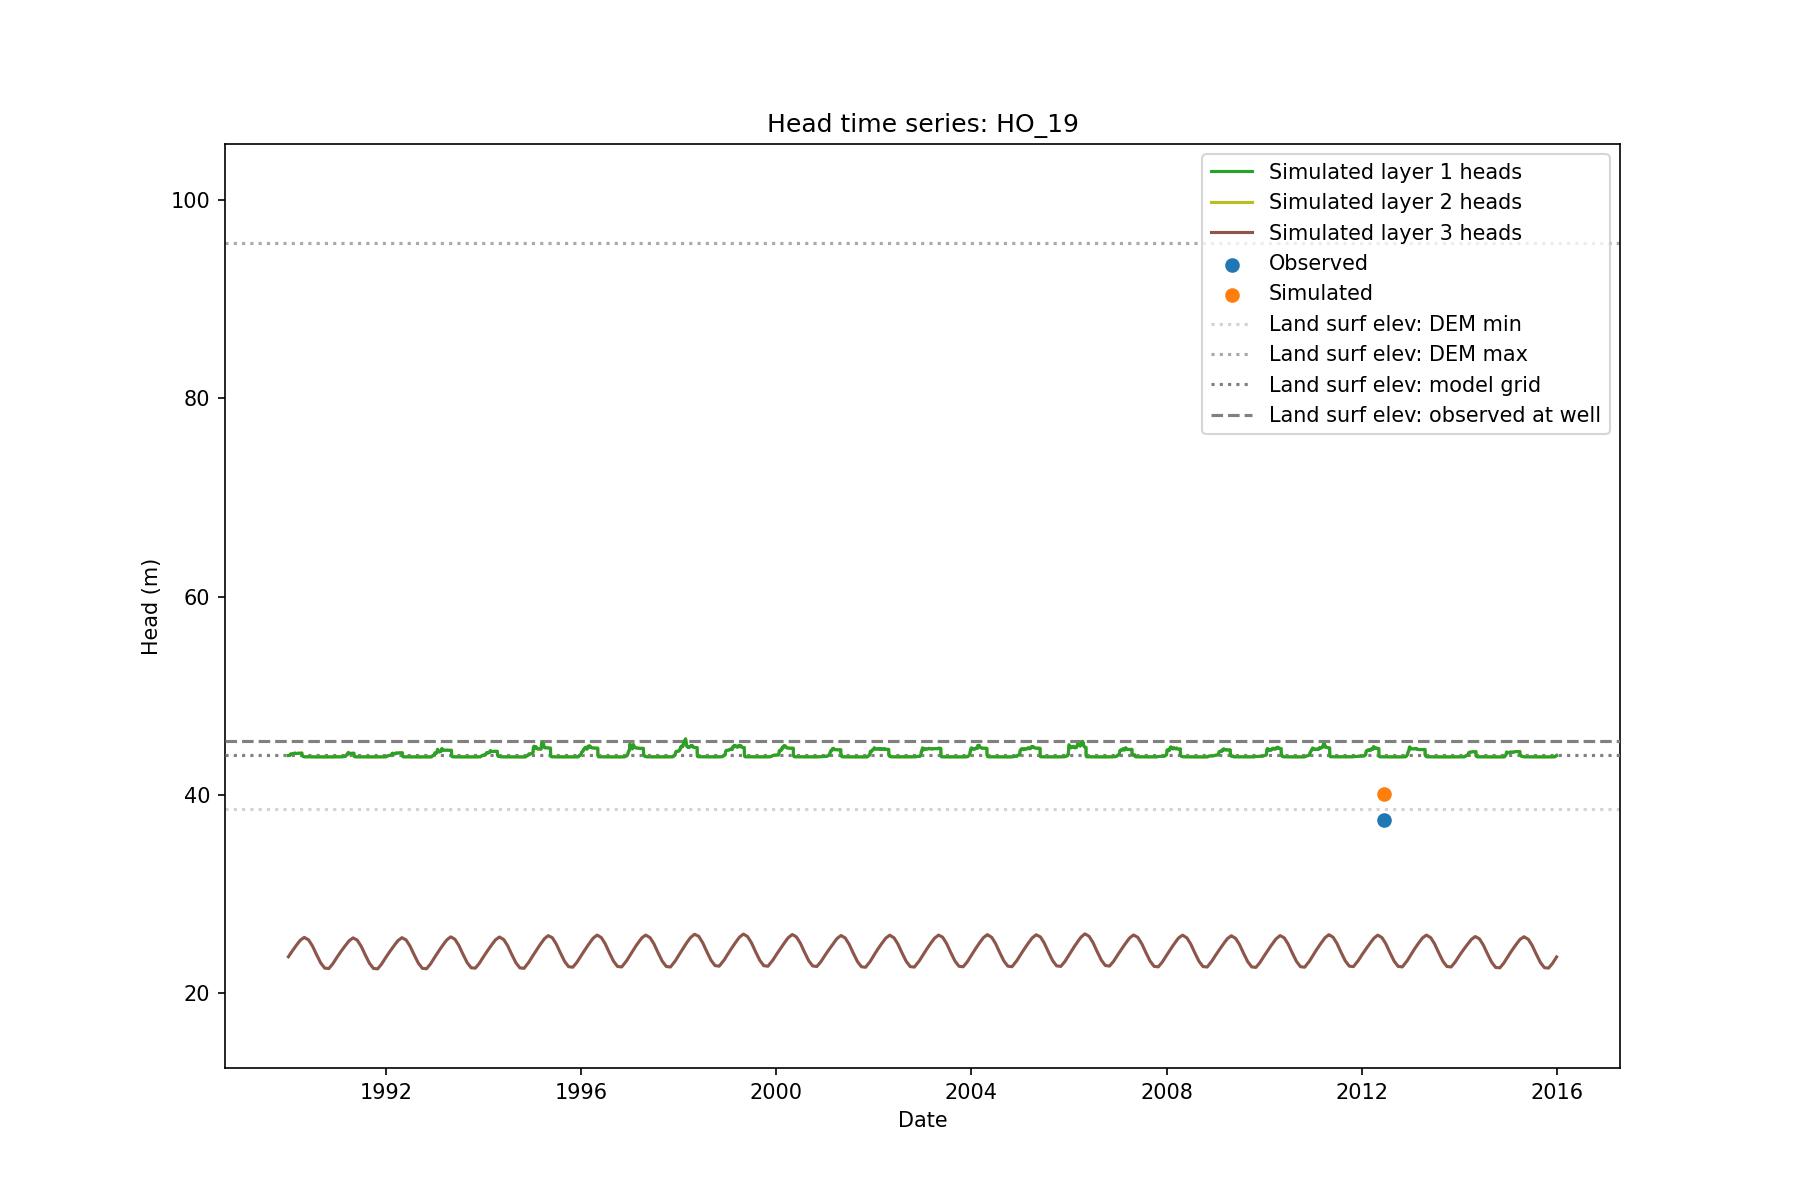 Head time series: HO_19
Simulated layer 1 heads
Simulated layer 2 heads
Simulated layer 3 heads
Observed
Simulated
Land surf elev: DEM min
Land surf elev: DEM max
Land surf elev: model grid
Land surf elev: observed at well
100
80
60
40
20
Head (m)
1992 1996 2000 2004 2008 2012 2016
Date